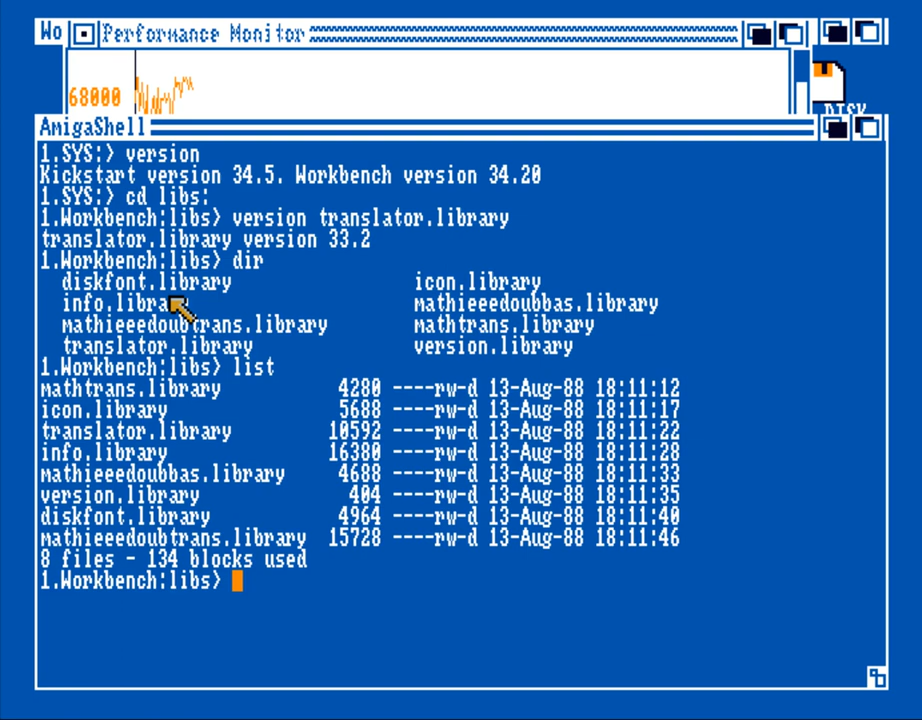 Wo Performance Monitor
68000
DISK
AmigaShell
1.SYS:> version
Kickstart version 34.5. Workbench version 34.20
1.SYS:> cd libs:
1.Workbench:libs> version translator.library
translator.library version 33.2
1.Workbench:libs> dir
diskfont.library icon.library
info.library mathieeedoubbas.library
mathieeedoubtrans.library mathtrans.library
translator.library version.library
1.Workbench:libs> list
mathtrans.library 4280 ----rw-d 13-Aug-88 18:11:12
icon.library 5688 ----rw-d 13-Aug-88 18:11:17
translator.library 10592 ----rw-d 13-Aug-88 18:11:22
info.library 16380 ----rw-d 13-Aug-88 18:11:28
mathieeedoubbas.library 4688 ----rw-d 13-Aug-88 18:11:33
version.library 404 ----rw-d 13-Aug-88 18:11:35
diskfont.library 4964 ----rw-d 13-Aug-88 18:11:40
mathieeedoubtrans.library 15728 ----rw-d 13-Aug-88 18:11:46
8 files - 134 blocks used
1.Workbench:libs>